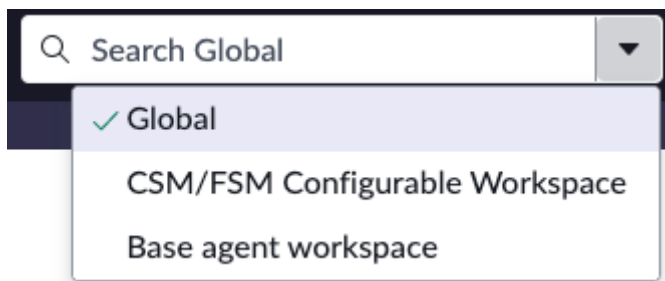 Search Global
Global
CSM/FSM Configurable Workspace
Base agent workspace